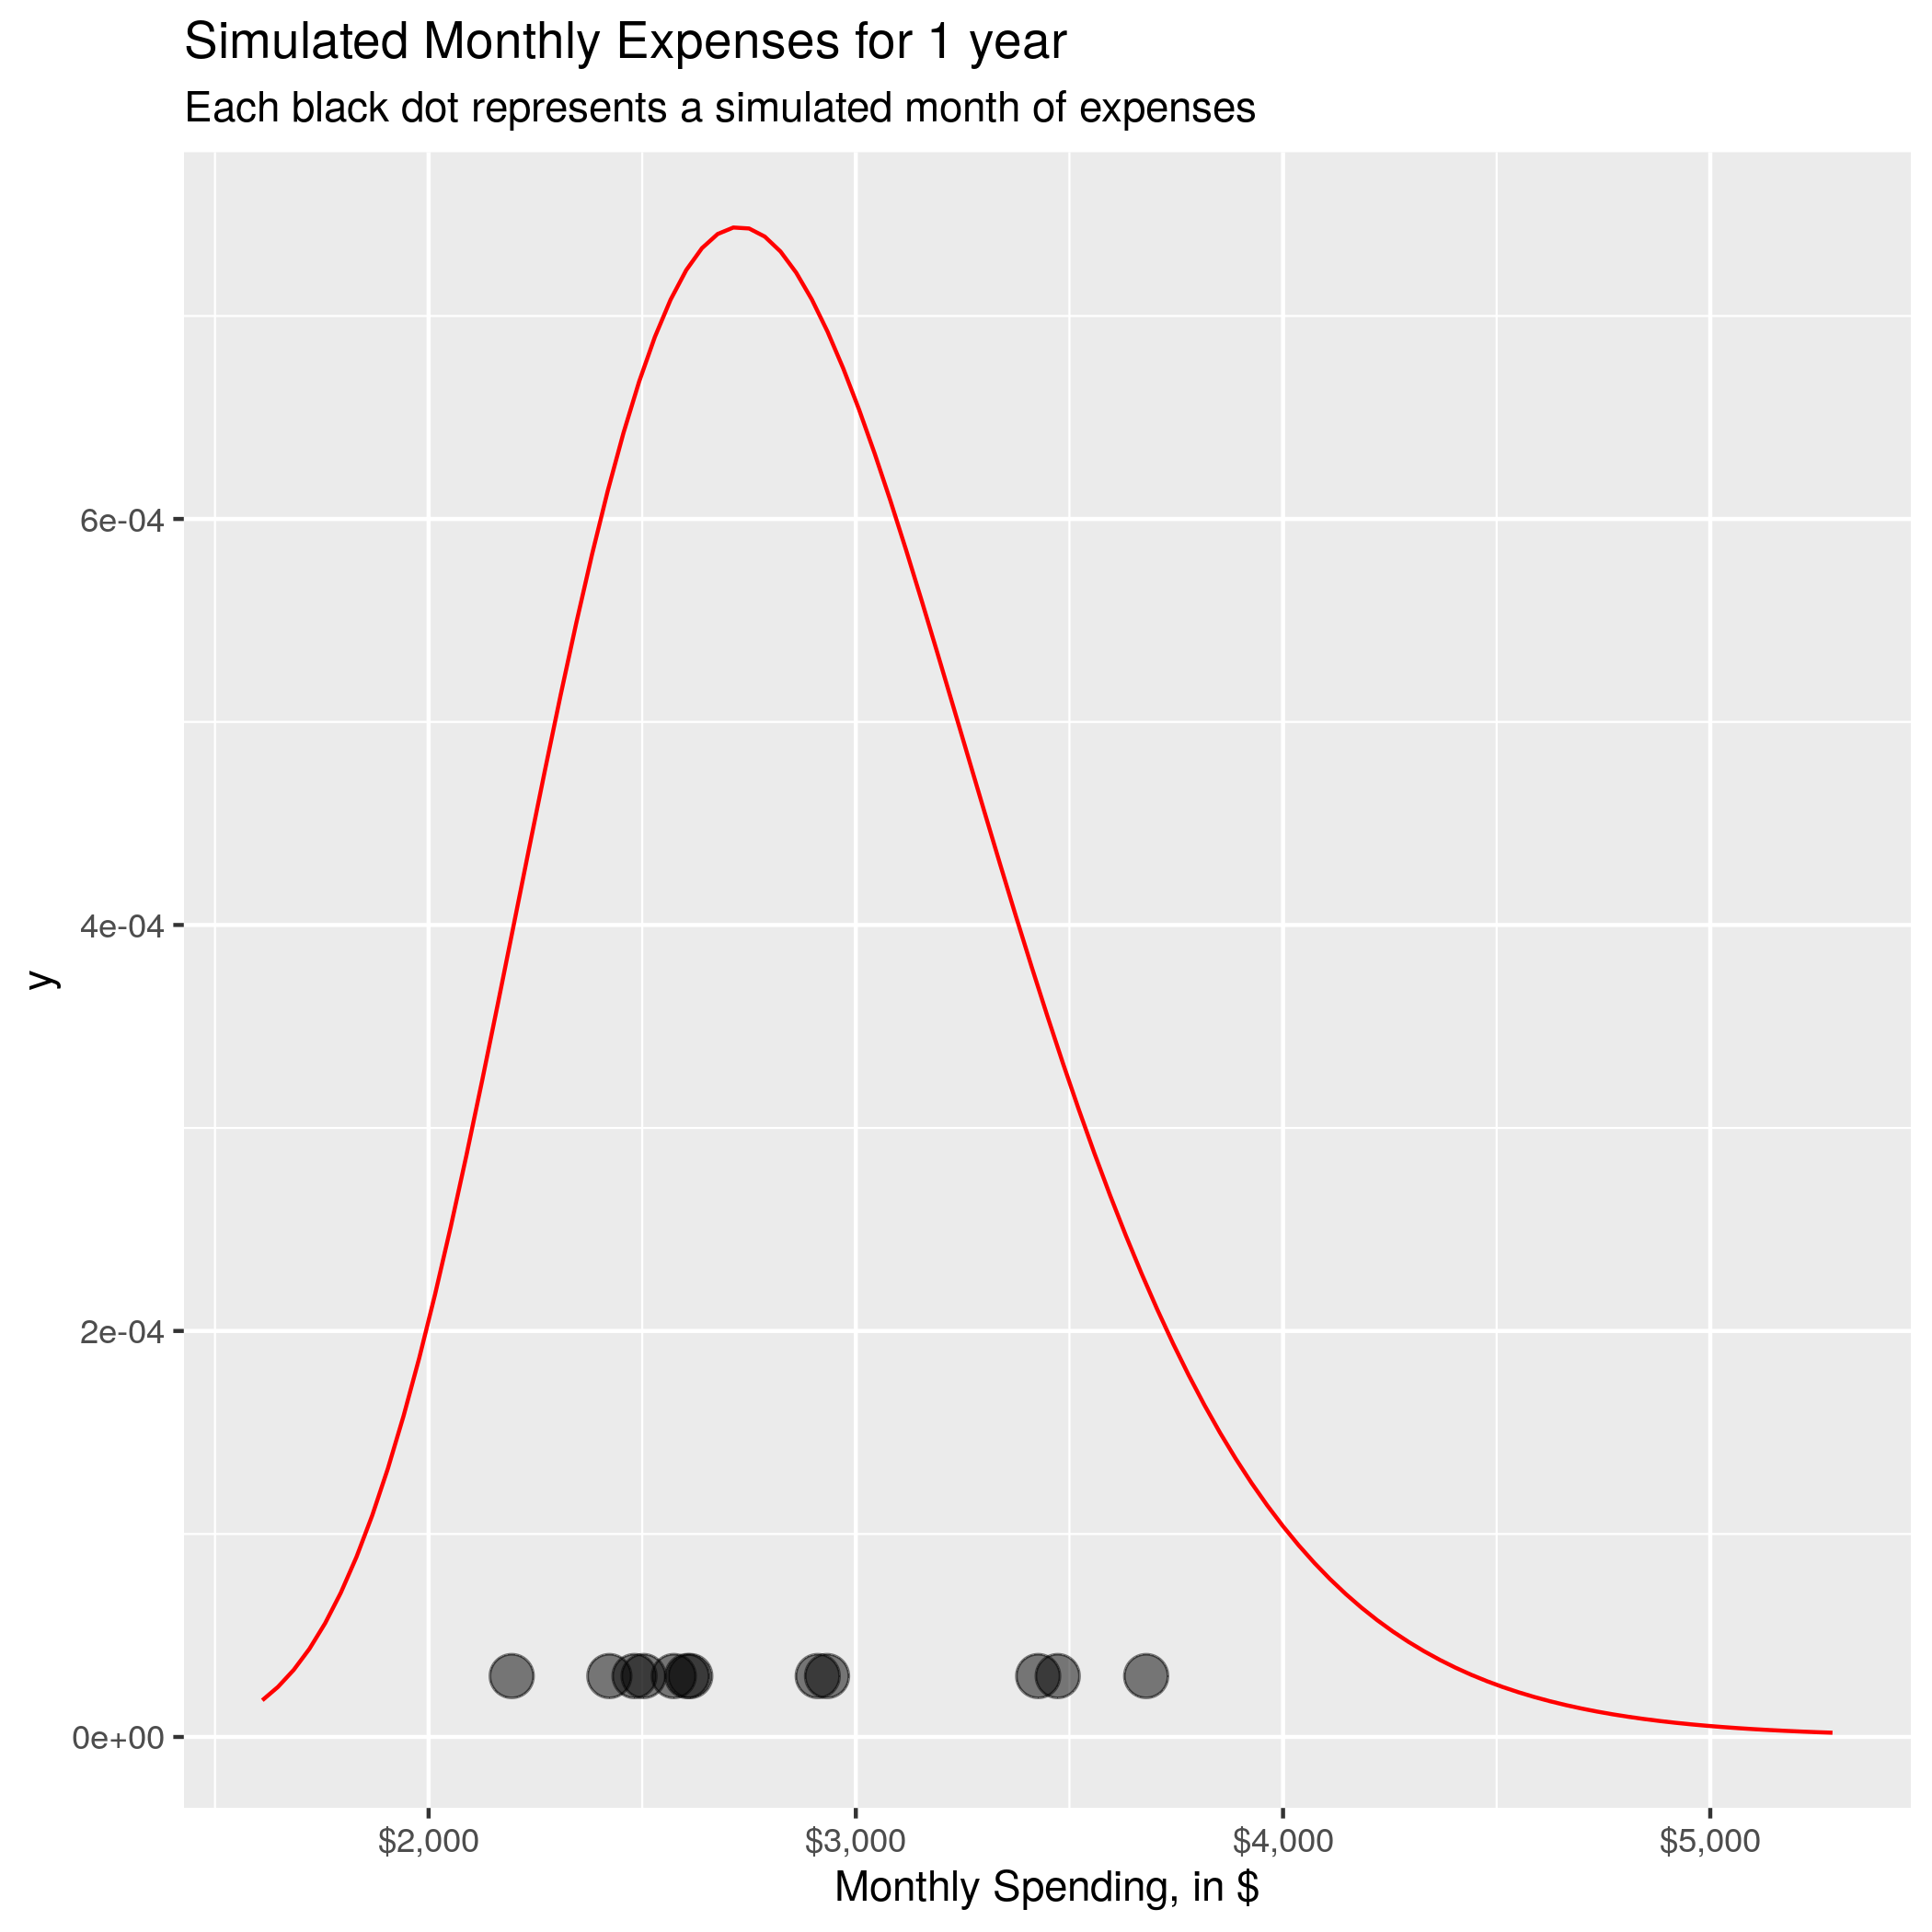 Simulated Monthly Expenses for 1 year
Each black dot represents a simulated month of expenses
6e-04
4e-04
y
2e-04
0e+00
$2,000 $3,000 $4,000 $5,000
Monthly Spending, in $